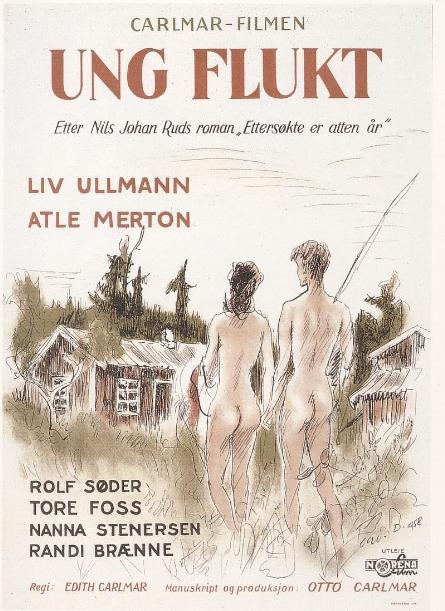 CARLMAR-FILMEN
UNG FLUKT
Etter Nils Johan Ruds roman „Ettersøkte er atten år"
LIV ULLMANN
ATLE MERTON
ROLF SØDER
TORE FOSS
NANNA STENERSEN
RANDI BRÆNNE
UTLEIE
NORENA
Film
Regi: EDITH CARLMAR Manuskript og produksjon: OTTO CARLMAR